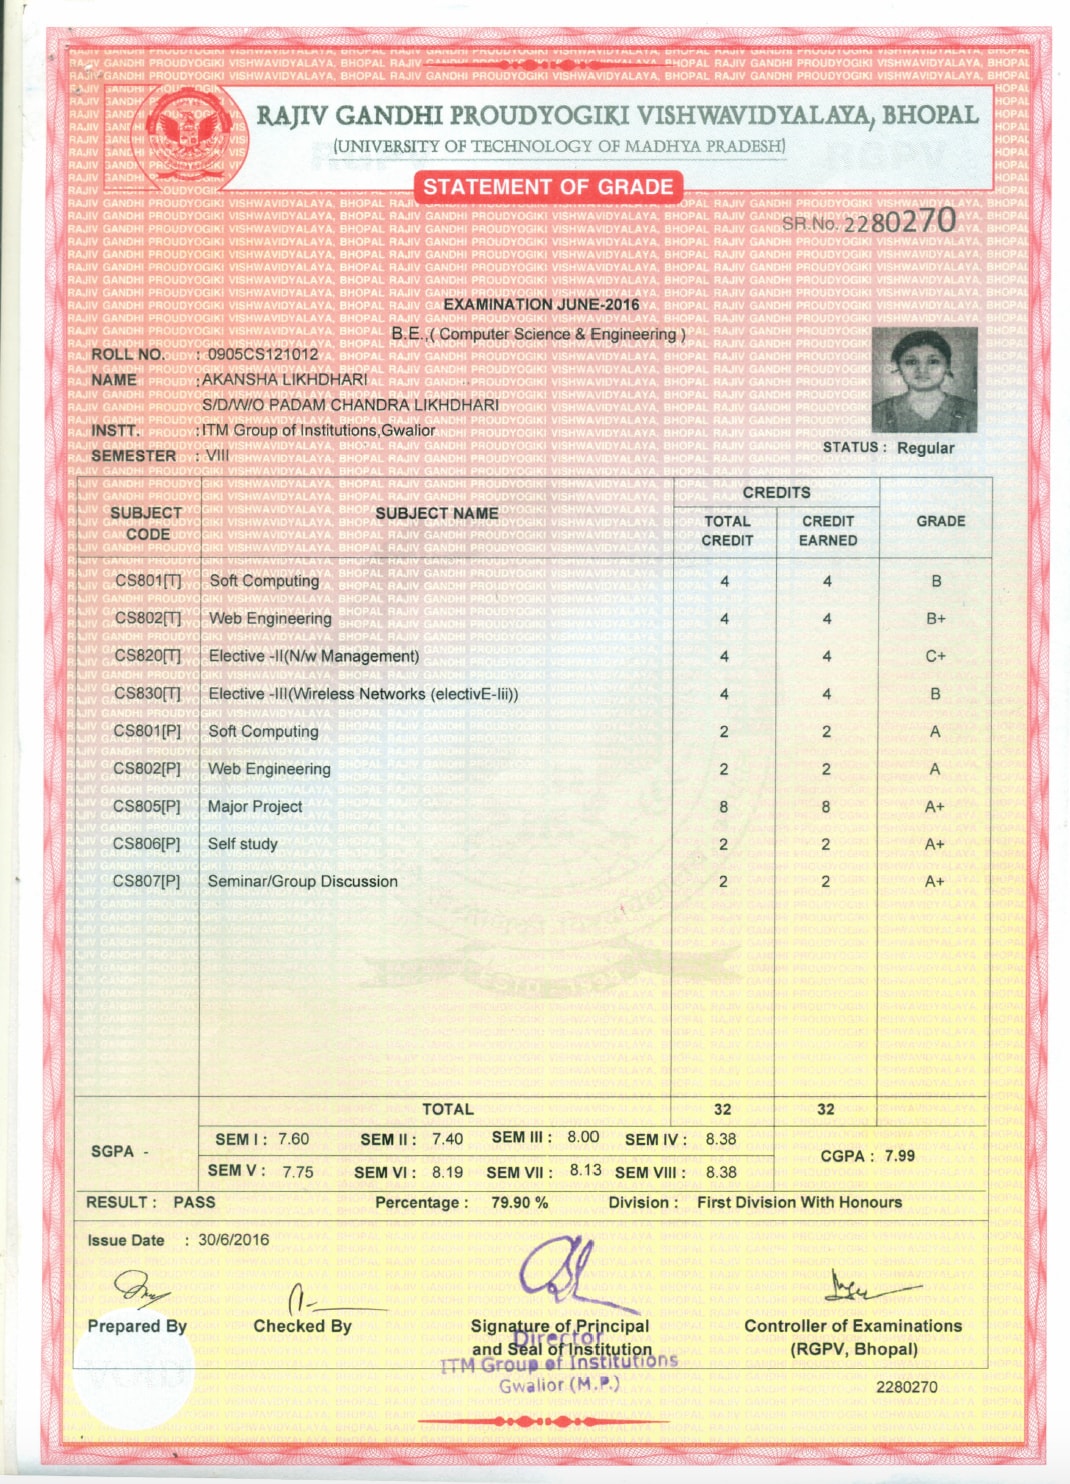 RAJIV GANDHI PROUDYOGIKI VISHWAVIDYALAYA, BHOPAL
(UNIVERSITY OF TECHNOLOGY OF MADHYA PRADESH)
STATEMENT OF GRADE
SR.No. 2280270
EXAMINATION JUNE-2016
B.E.,( Computer Science & Engineering )
ROLL NO. : 0905CS121012
NAME : AKANSHA LIKHDHARI
S/D/W/O PADAM CHANDRA LIKHDHARI
INSTT. : ITM Group of Institutions,Gwalior
STATUS : Regular
SEMESTER : VIII
SUBJECT CODE SUBJECT NAME CREDITS GRADE
TOTAL CREDIT CREDIT EARNED
CS801[T] Soft Computing 4 4 B
CS802[T] Web Engineering 4 4 B+
CS820[T] Elective -II(N/w Management) 4 4 C+
CS830[T] Elective -III(Wireless Networks (electivE-Iii)) 4 4 B
CS801[P] Soft Computing 2 2 A
CS802[P] Web Engineering 2 2 A
CS805[P] Major Project 8 8 A+
CS806[P] Self study 2 2 A+
CS807[P] Seminar/Group Discussion 2 2 A+
TOTAL 32 32
SGPA - SEM I : 7.60 SEM II : 7.40 SEM III : 8.00 SEM IV : 8.38
SEM V : 7.75 SEM VI : 8.19 SEM VII : 8.13 SEM VIII : 8.38
CGPA : 7.99
RESULT : PASS Percentage : 79.90 % Division : First Division With Honours
Issue Date : 30/6/2016
Prepared By Checked By Signature of Principal Controller of Examinations
and Seal of Institution (RGPV, Bhopal)
Director
ITM Group of Institutions
Gwalior (M.P.)
2280270